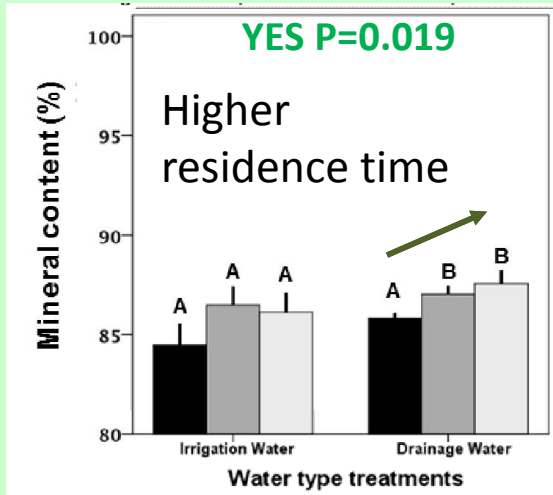 YES P=0.019
Higher
residence time
Mineral content (%)
100
95
90
85
80
A
A
A
A
B
B
Irrigation Water
Drainage Water
Water type treatments